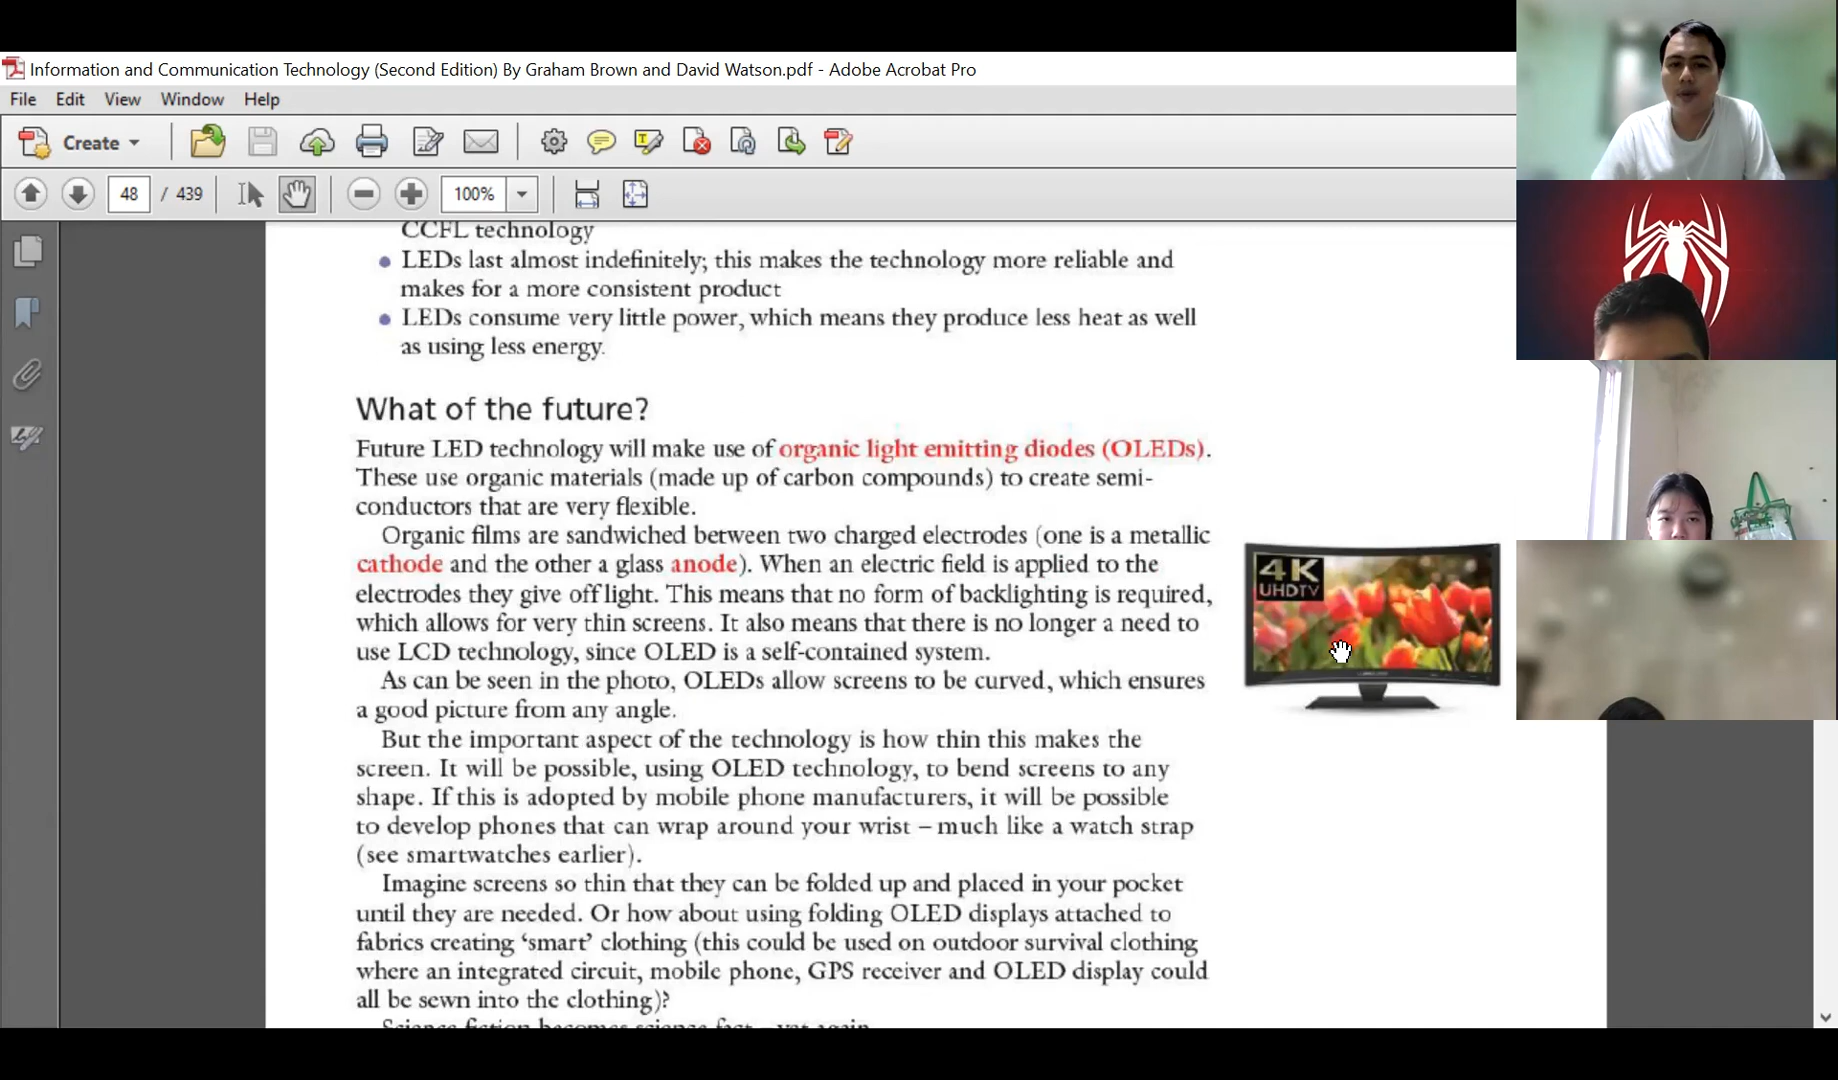 Information and Communication Technology (Second Edition) By Graham Brown and David Watson.pdf - Adobe Acrobat Pro
File Edit View Window Help
Create
48 / 439 100%
CCFL technology
● LEDs last almost indefinitely; this makes the technology more reliable and
makes for a more consistent product
● LEDs consume very little power, which means they produce less heat as well
as using less energy.
What of the future?
Future LED technology will make use of organic light emitting diodes (OLEDs).
These use organic materials (made up of carbon compounds) to create semi-
conductors that are very flexible.
Organic films are sandwiched between two charged electrodes (one is a metallic
cathode and the other a glass anode). When an electric field is applied to the
electrodes they give off light. This means that no form of backlighting is required,
which allows for very thin screens. It also means that there is no longer a need to
use LCD technology, since OLED is a self-contained system.
As can be seen in the photo, OLEDs allow screens to be curved, which ensures
a good picture from any angle.
But the important aspect of the technology is how thin this makes the
screen. It will be possible, using OLED technology, to bend screens to any
shape. If this is adopted by mobile phone manufacturers, it will be possible
to develop phones that can wrap around your wrist – much like a watch strap
(see smartwatches earlier).
Imagine screens so thin that they can be folded up and placed in your pocket
until they are needed. Or how about using folding OLED displays attached to
fabrics creating ‘smart’ clothing (this could be used on outdoor survival clothing
where an integrated circuit, mobile phone, GPS receiver and OLED display could
all be sewn into the clothing)?
Science fiction becomes science fact – yet again
4K
UHDTV